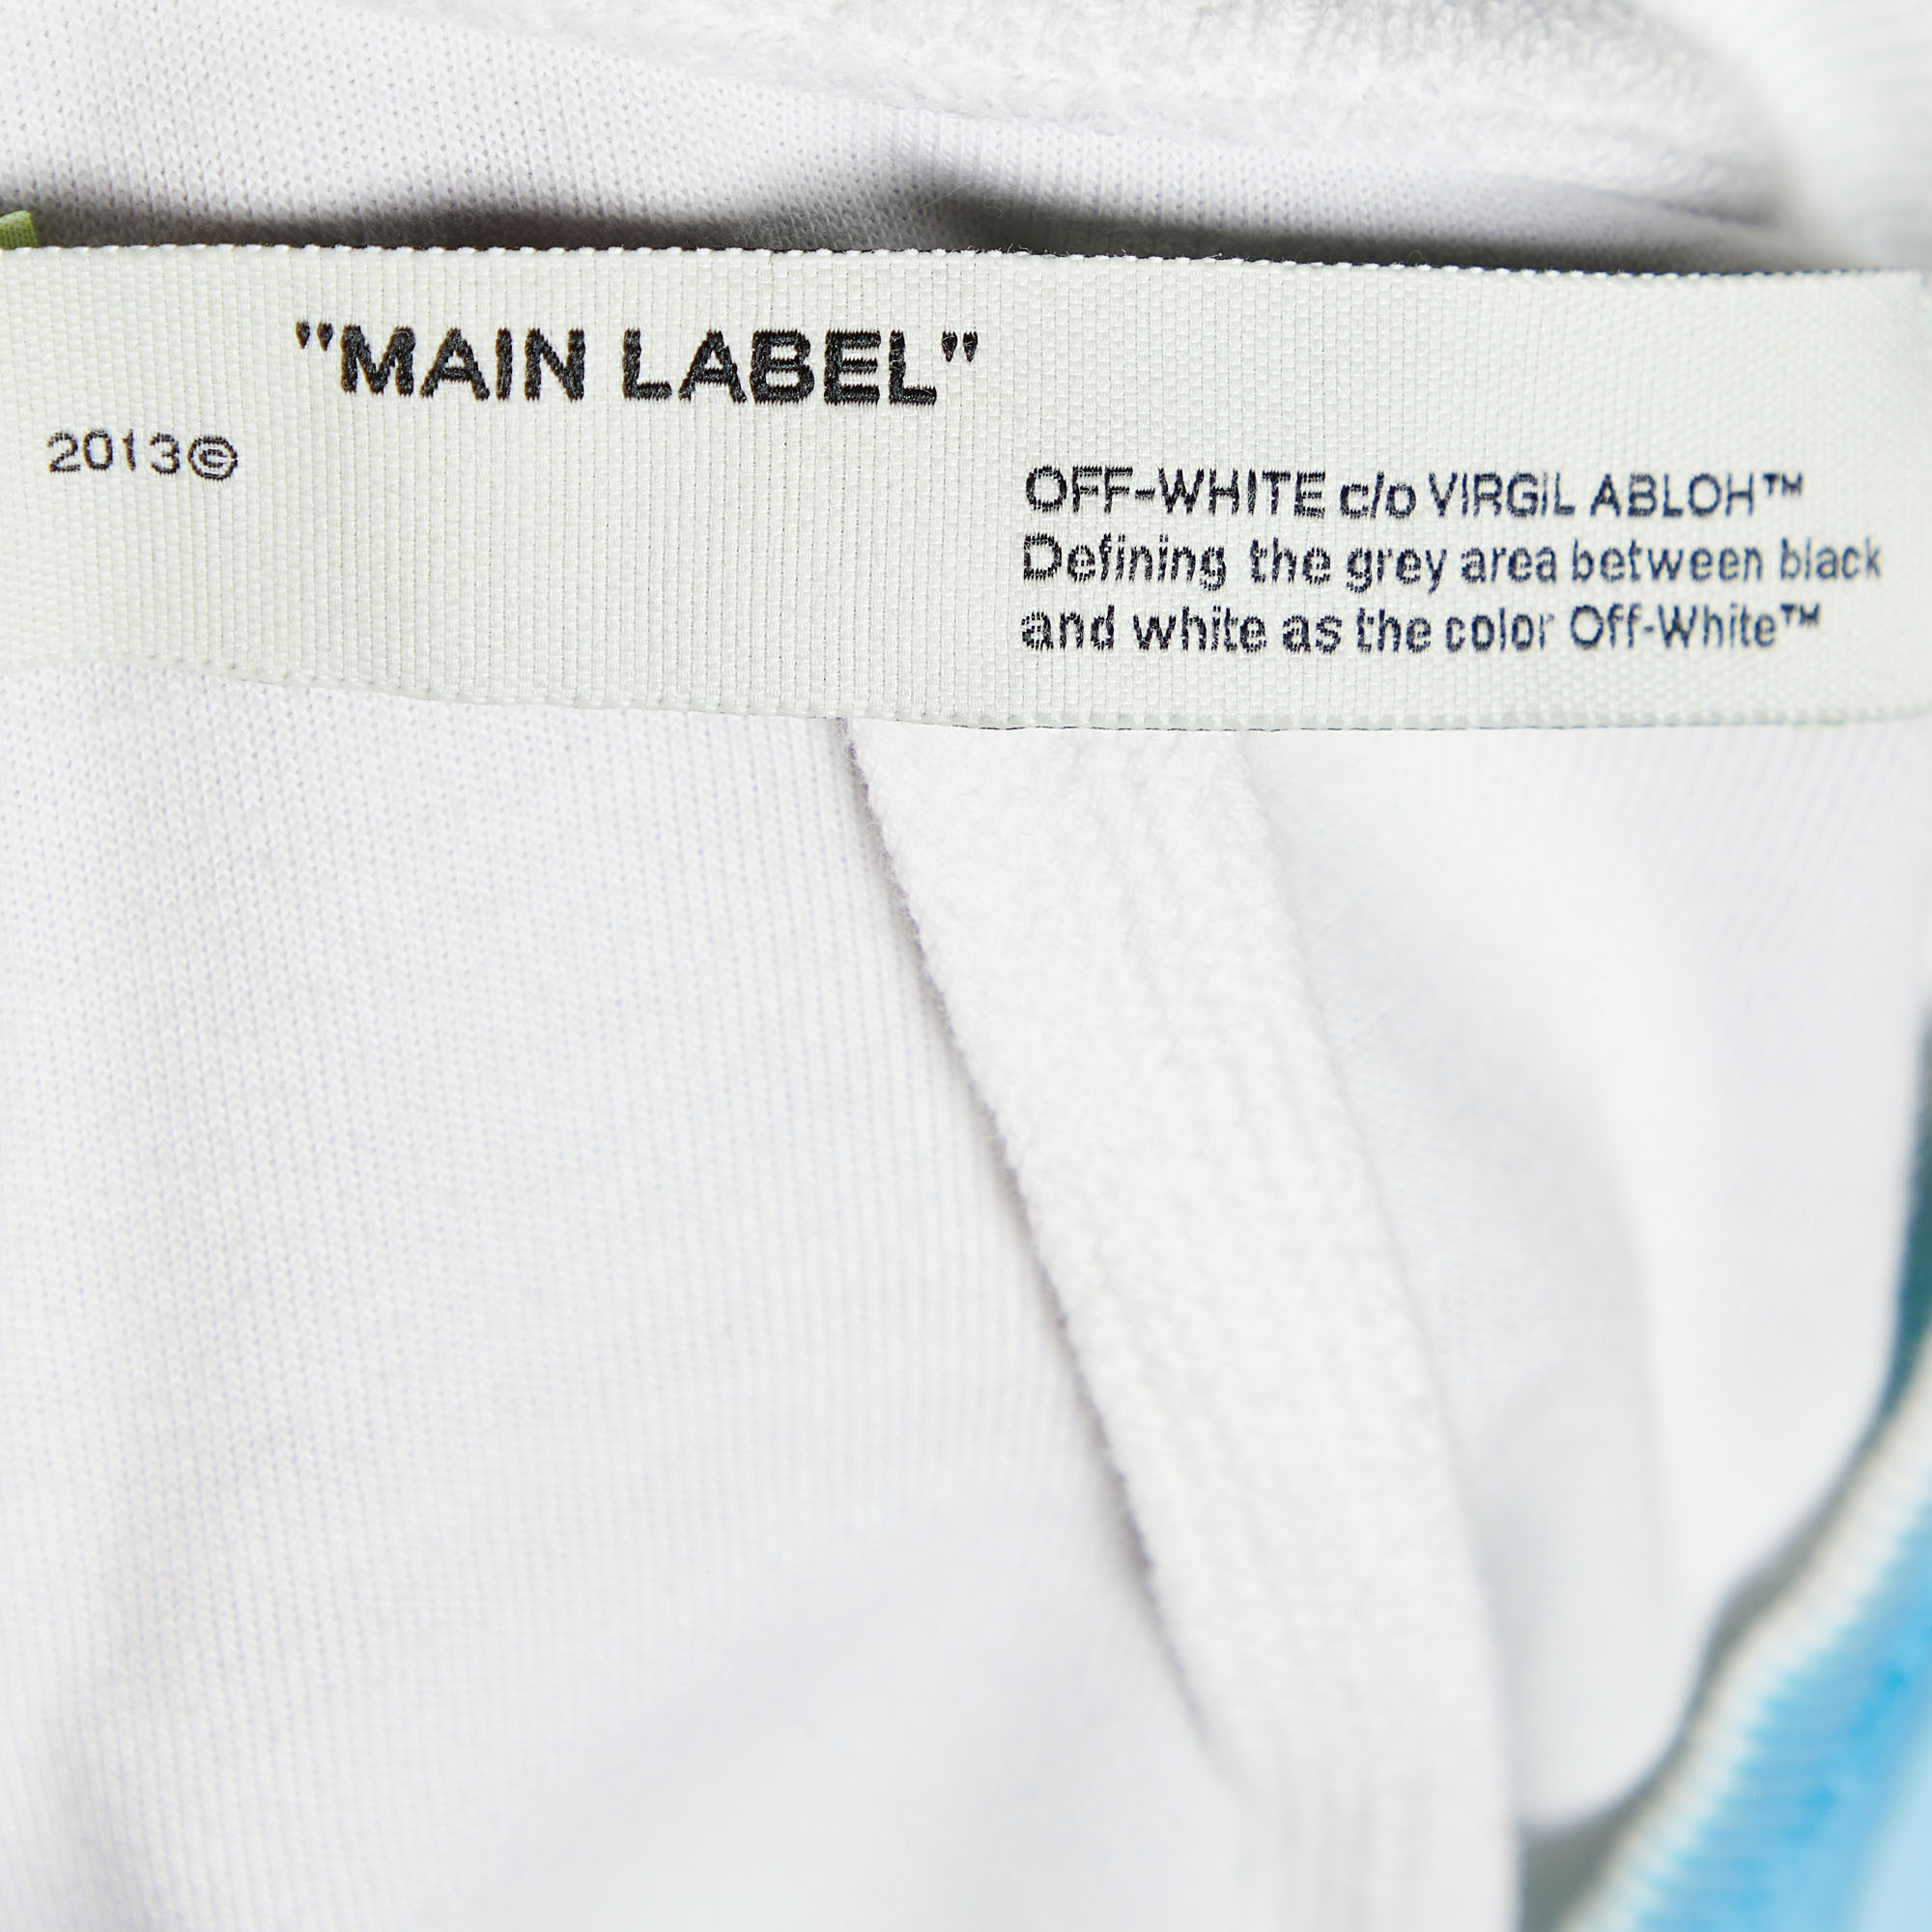 "MAIN LABEL"
2013©
OFF-WHITE c/o VIRGIL ABLOH™
Defining the grey area between black
and white as the color Off-White™